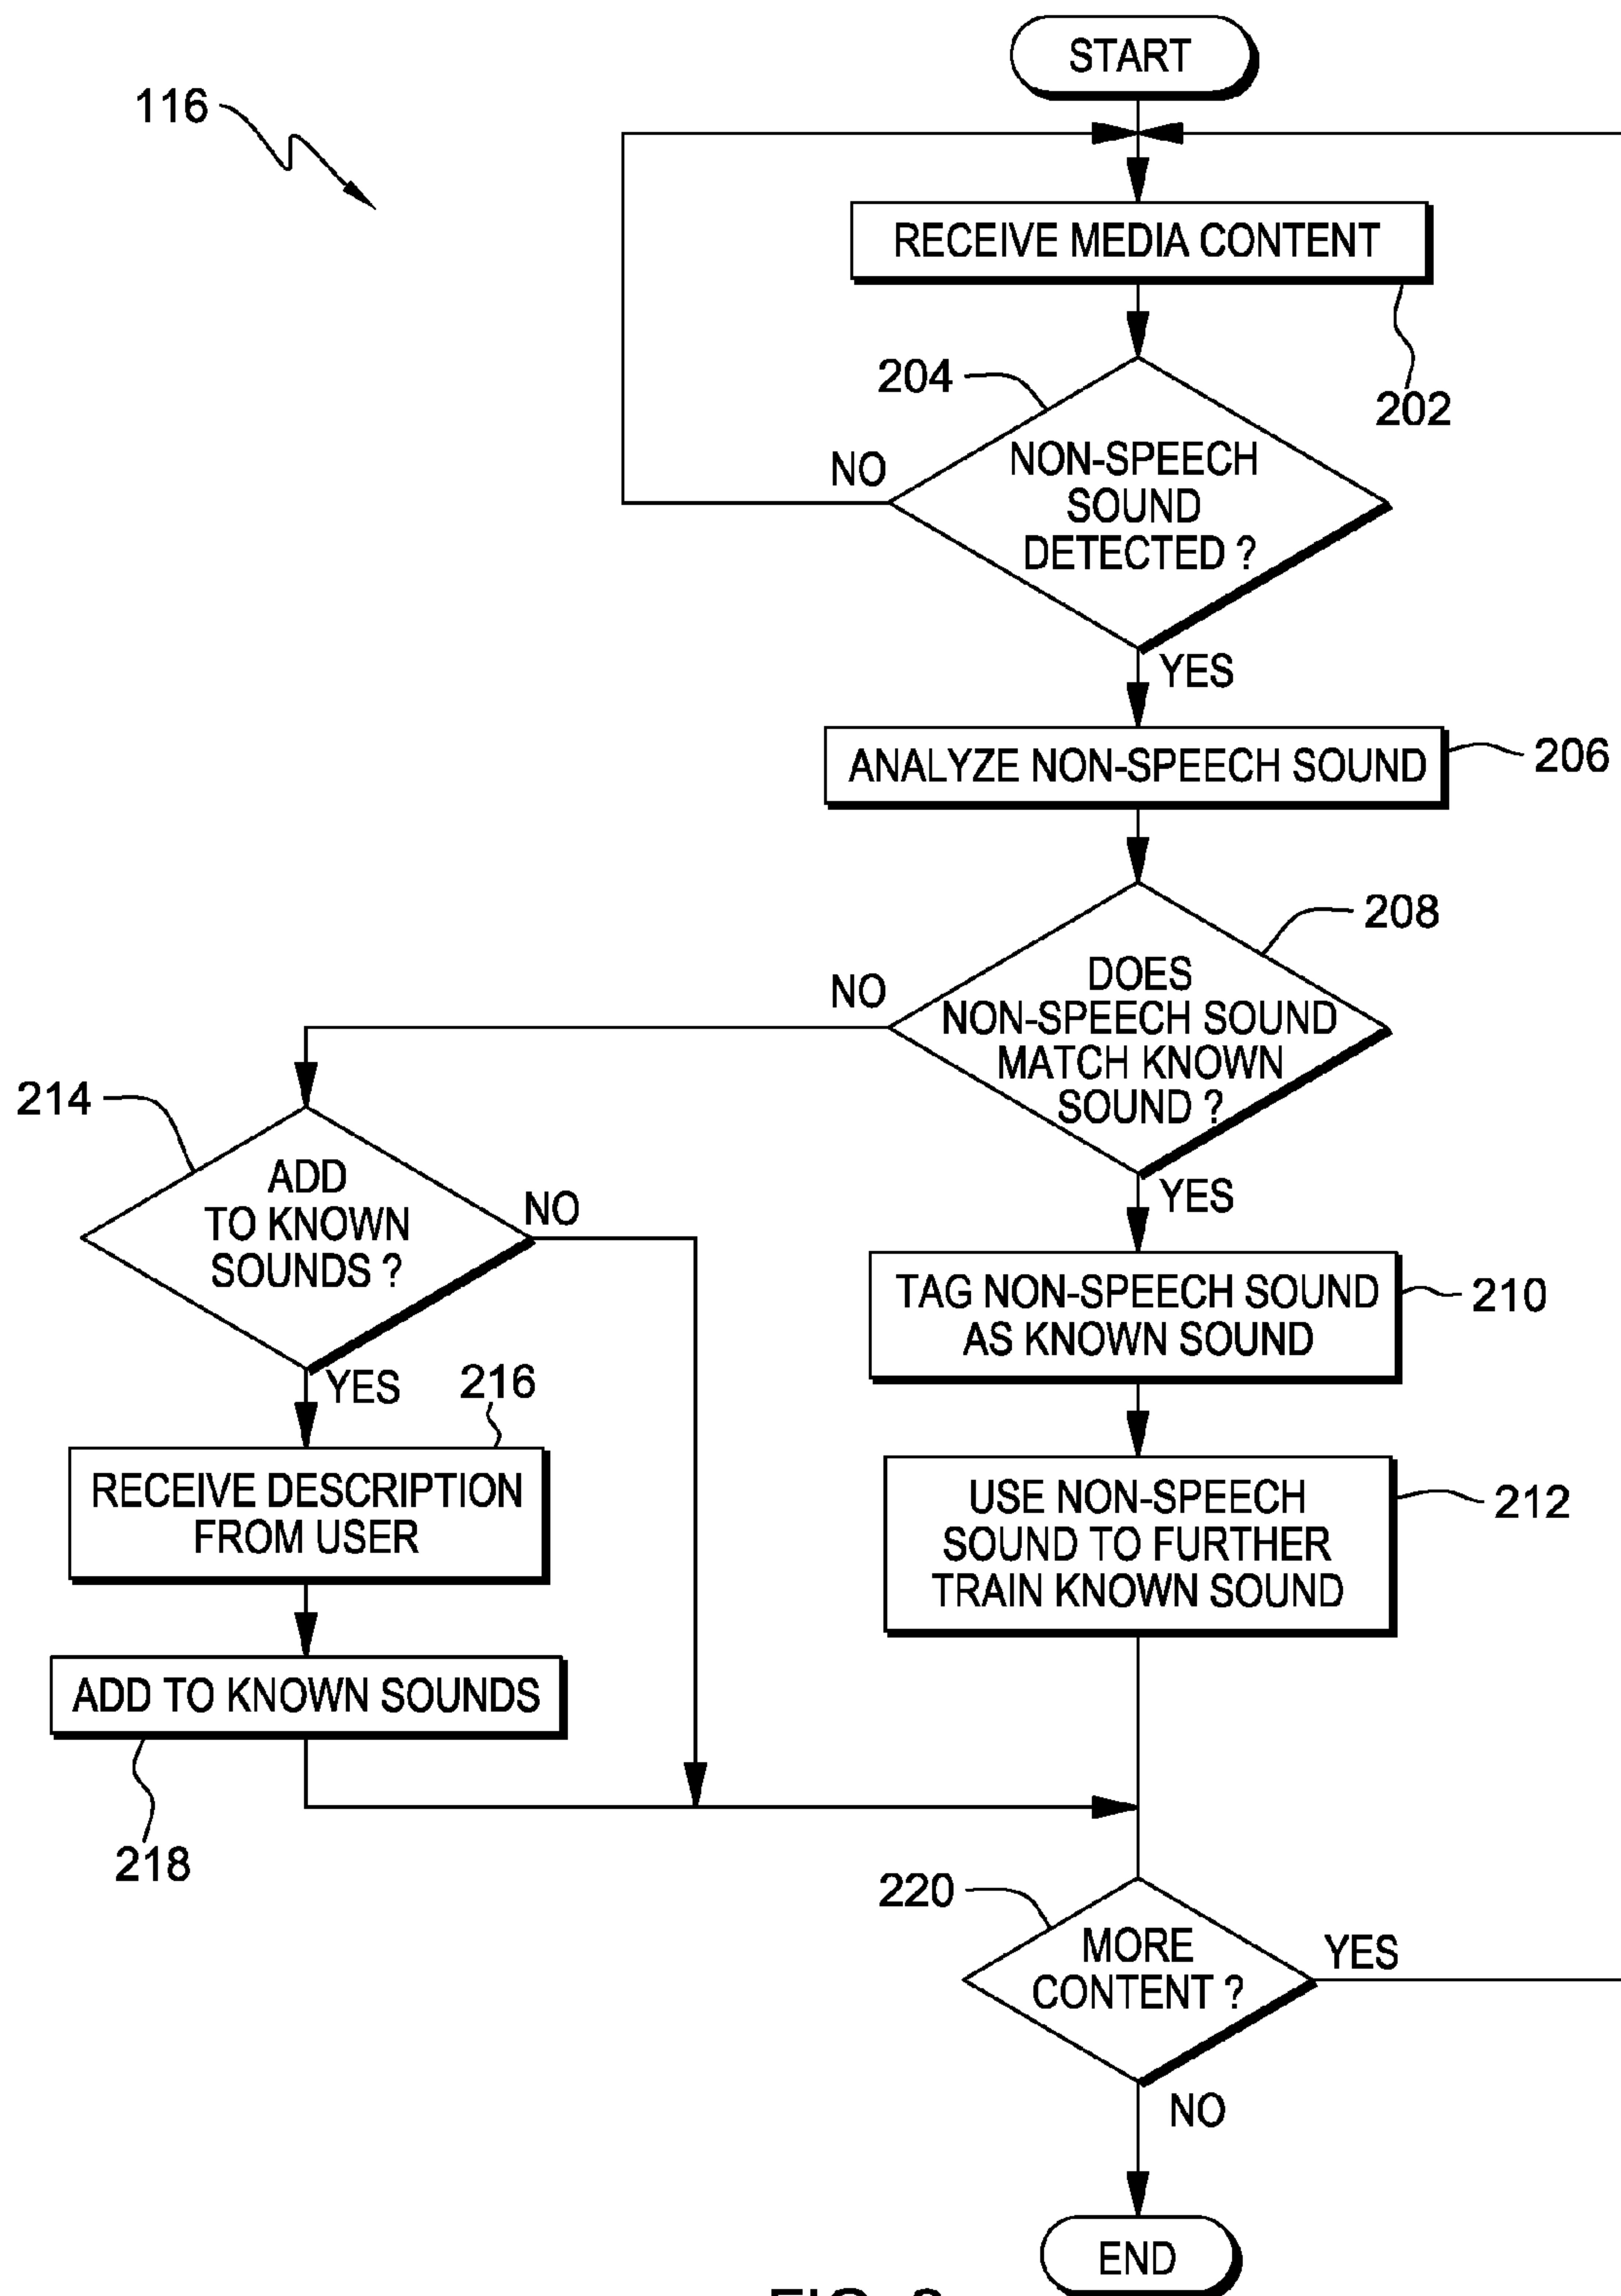 START
116
RECEIVE MEDIA CONTENT
202
204
NON-SPEECH
SOUND
DETECTED ?
NO
YES
ANALYZE NON-SPEECH SOUND
206
208
DOES
NON-SPEECH SOUND
MATCH KNOWN
SOUND ?
NO
YES
214
ADD
TO KNOWN
SOUNDS ?
NO
YES
TAG NON-SPEECH SOUND
AS KNOWN SOUND
210
216
RECEIVE DESCRIPTION
FROM USER
USE NON-SPEECH
SOUND TO FURTHER
TRAIN KNOWN SOUND
212
ADD TO KNOWN SOUNDS
218
220
MORE
CONTENT ?
YES
NO
END